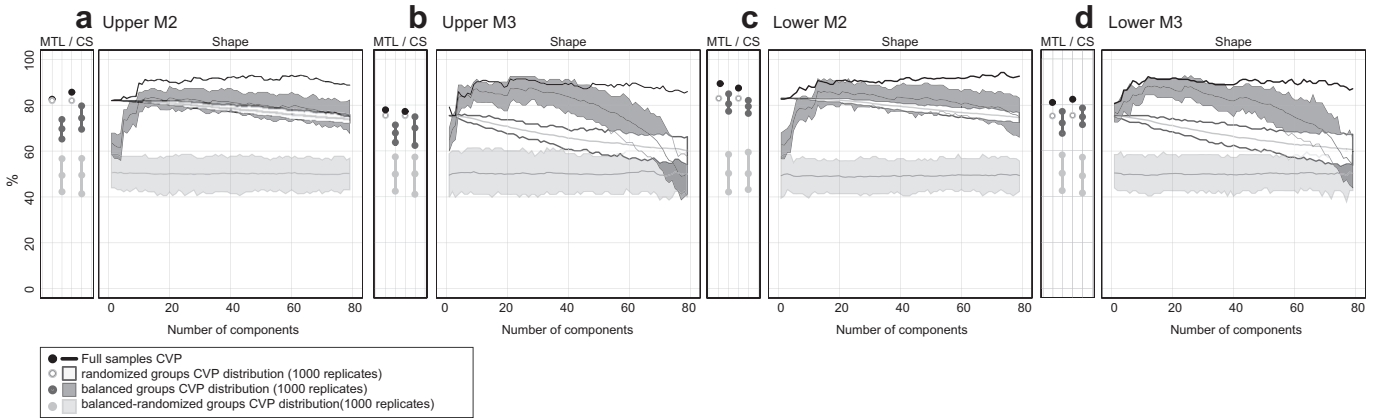 a Upper M2
b Upper M3
c Lower M2
d Lower M3
MTL / CS Shape
MTL / CS Shape
MTL / CS Shape
MTL / CS Shape
100
80
60
%
40
20
0
0 20 40 60 80
0 20 40 60 80
0 20 40 60 80
0 20 40 60 80
Number of components
Number of components
Number of components
Number of components
Full samples CVP
randomized groups CVP distribution (1000 replicates)
balanced groups CVP distribution (1000 replicates)
balanced-randomized groups CVP distribution(1000 replicates)